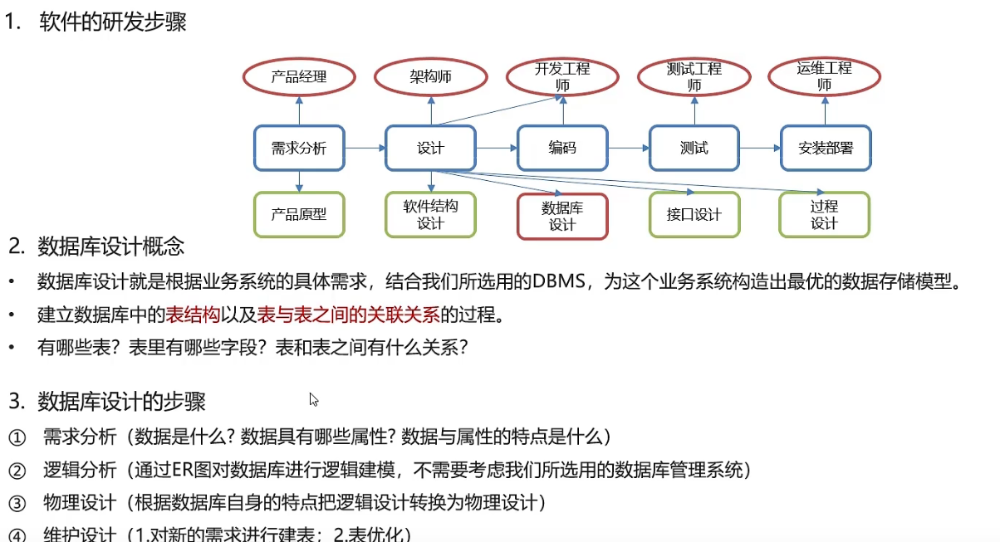 1. 软件的研发步骤
产品经理
架构师
开发工程
师
测试工程
师
运维工程
师
需求分析
设计
编码
测试
安装部署
产品原型
软件结构
设计
数据库
设计
接口设计
过程
设计
2. 数据库设计概念
• 数据库设计就是根据业务系统的具体需求，结合我们所选用的DBMS，为这个业务系统构造出最优的数据存储模型。
• 建立数据库中的表结构以及表与表之间的关联关系的过程。
• 有哪些表？表里有哪些字段？表和表之间有什么关系？
3. 数据库设计的步骤
① 需求分析（数据是什么? 数据具有哪些属性? 数据与属性的特点是什么）
② 逻辑分析（通过ER图对数据库进行逻辑建模，不需要考虑我们所选用的数据库管理系统）
③ 物理设计（根据数据库自身的特点把逻辑设计转换为物理设计）
④ 维护设计（1.对新的需求进行建表；2.表优化）